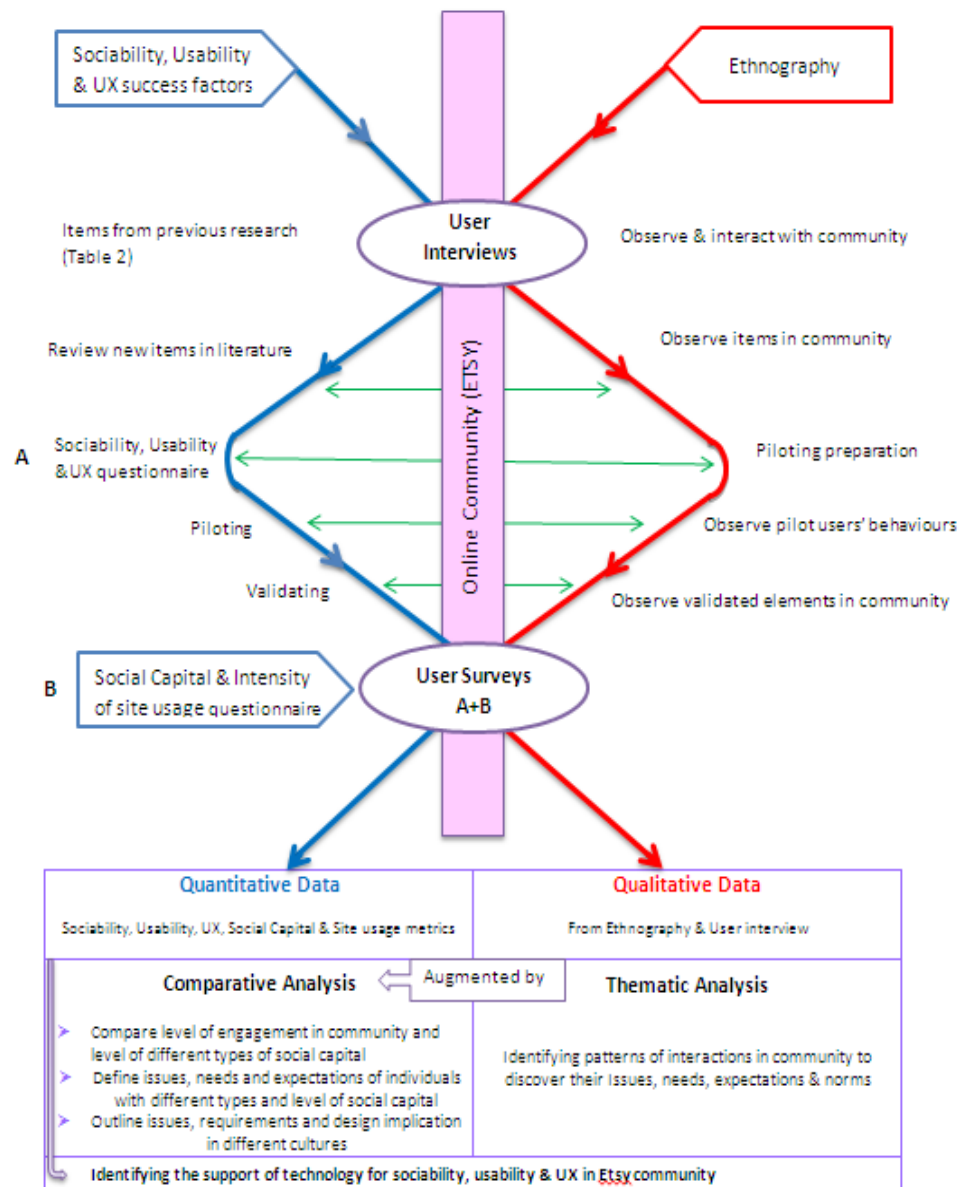 Sociability, Usability
& UX success factors
Ethnography
User
Interviews
Items from previous research
(Table 2)
Observe & interact with community
Review new items in literature
Observe items in community
Online Community (ETSY)
A
Sociability, Usability
&UX questionnaire
Piloting preparation
Piloting
Observe pilot users' behaviours
Validating
Observe validated elements in community
B
Social Capital & Intensity
of site usage questionnaire
User Surveys
A+B
Quantitative Data
Qualitative Data
Sociability, Usability, UX, Social Capital & Site usage metrics
From Ethnography & User interview
Comparative Analysis
Augmented by
Thematic Analysis
Compare level of engagement in community and
level of different types of social capital
Define issues, needs and expectations of individuals
with different types and level of social capital
Outline issues, requirements and design implication
in different cultures
Identifying patterns of interactions in community to
discover their Issues, needs, expectations & norms
Identifying the support of technology for sociability, usability & UX in Etsy community